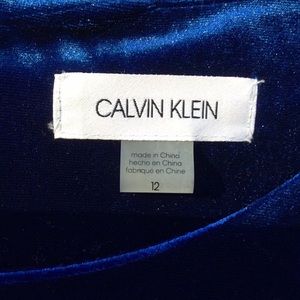 CALVIN KLEIN
made in China
hecho en China
fabriqué en Chine
12